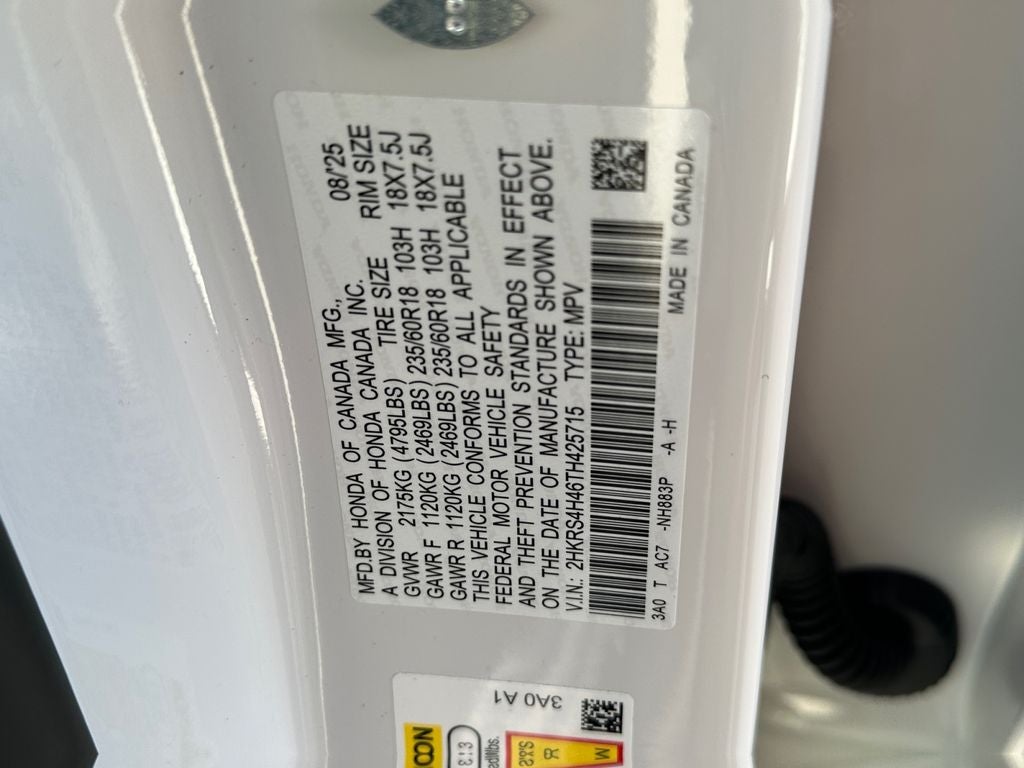 MFD.BY HONDA OF CANADA MFG.,
A DIVISION OF HONDA CANADA INC. 08/'25
GVWR 2175KG (4795LBS) TIRE SIZE RIM SIZE
GAWR F 1120KG (2469LBS) 235/60R18 103H 18X7.5J
GAWR R 1120KG (2469LBS) 235/60R18 103H 18X7.5J
THIS VEHICLE CONFORMS TO ALL APPLICABLE
FEDERAL MOTOR VEHICLE SAFETY
AND THEFT PREVENTION STANDARDS IN EFFECT
ON THE DATE OF MANUFACTURE SHOWN ABOVE.
V.I.N: 2HKRS4H46TH425715 TYPE: MPV
3A0 T AC7 -NH883P -A -H
MADE IN CANADA
3A0 A1